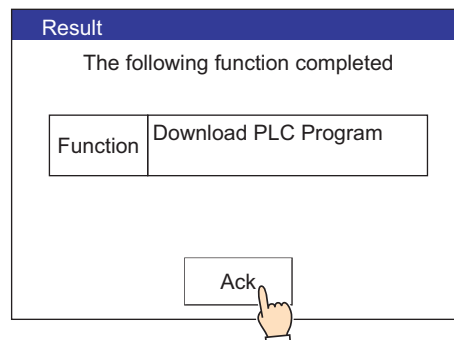 Result
The following function completed
Function
Download PLC Program
Ack